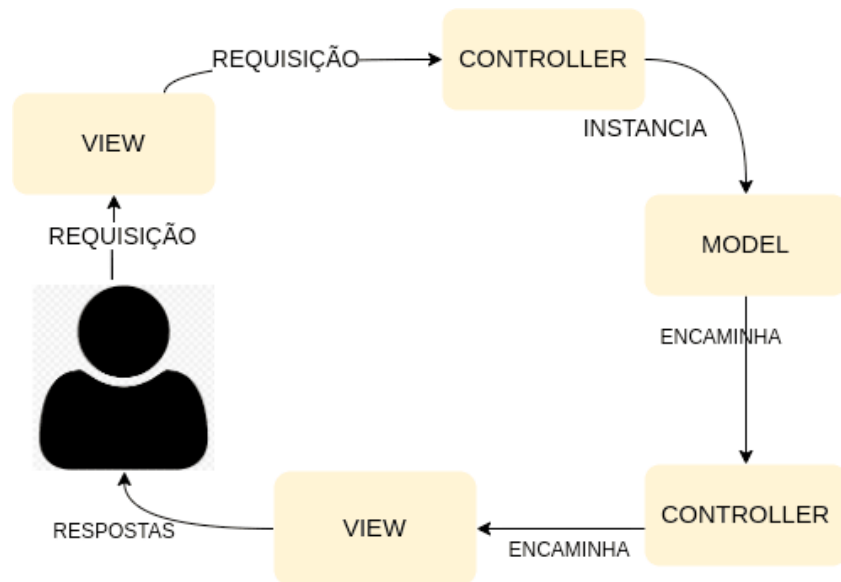 REQUISIÇÃO
CONTROLLER
VIEW
INSTANCIA
REQUISIÇÃO
MODEL
ENCAMINHA
RESPOSTAS
VIEW
ENCAMINHA
CONTROLLER